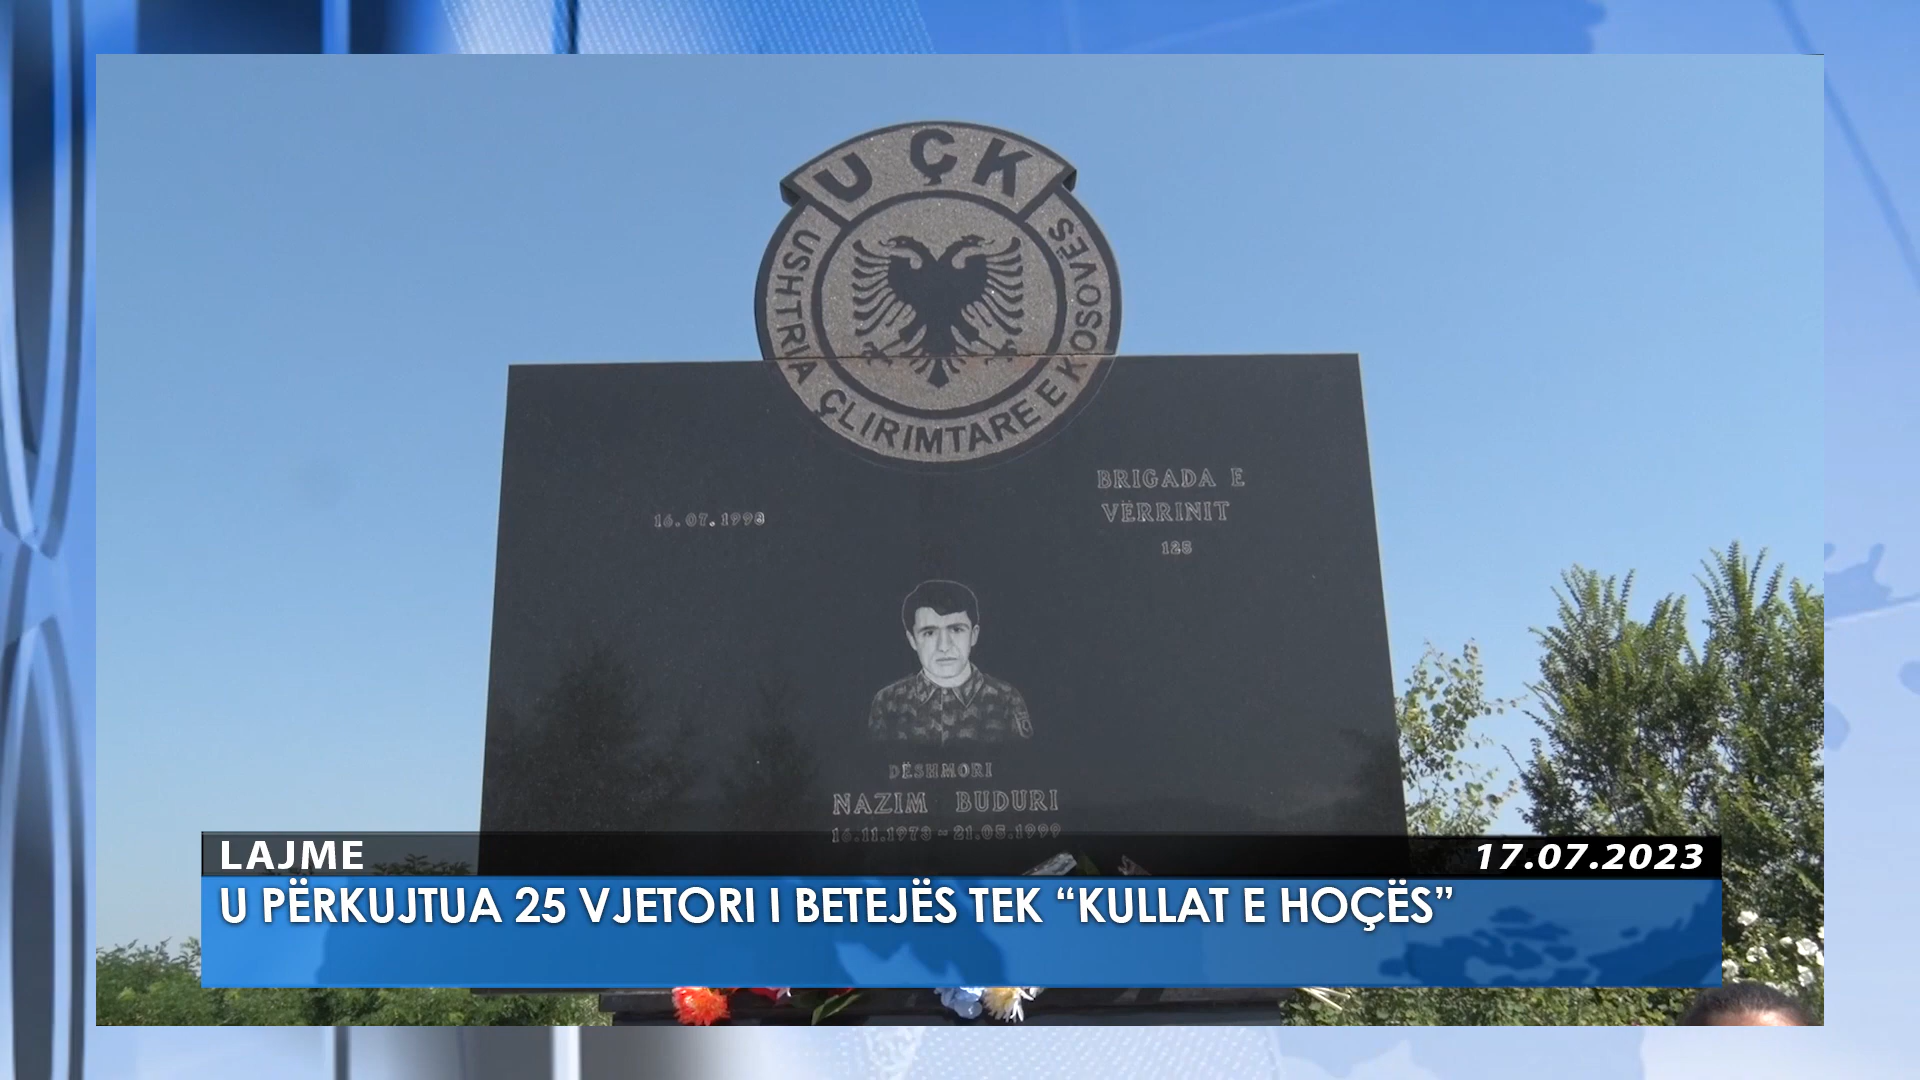 UÇK
USHTRIA ÇLIRIMTARE E KOSOVËS
16.07.1998
BRIGADA E
VËRRINIT
125
DËSHMORI
NAZIM BUDURI
16.11.1973 - 21.05.1999
LAJME
17.07.2023
U PËRKUJTUA 25 VJETORI I BETEJËS TEK “KULLAT E HOÇËS”